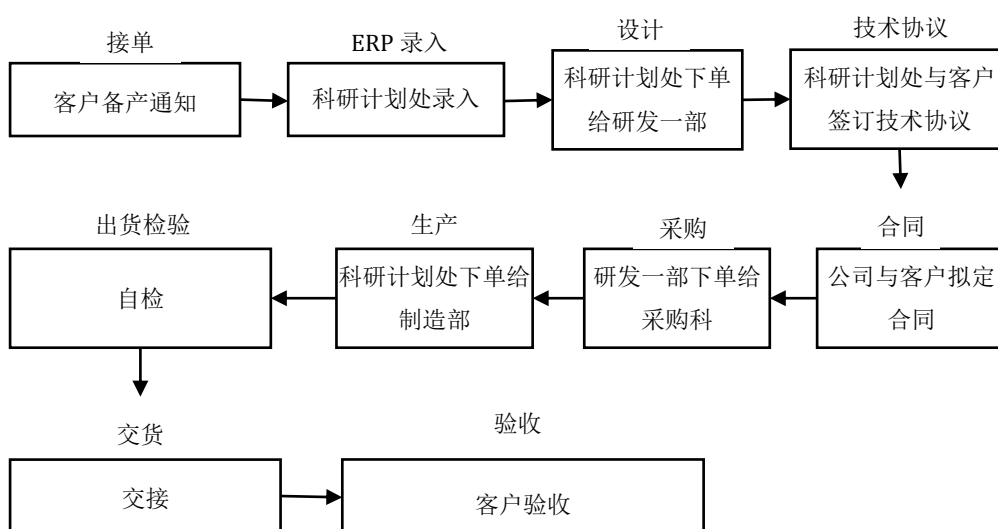 接单
ERP 录入
设计
技术协议
客户备产通知
科研计划处录入
科研计划处下单
给研发一部
科研计划处与客户
签订技术协议
出货检验
生产
采购
合同
自检
科研计划处下单给
制造部
研发一部下单给
采购科
公司与客户拟定
合同
交货
验收
交接
客户验收